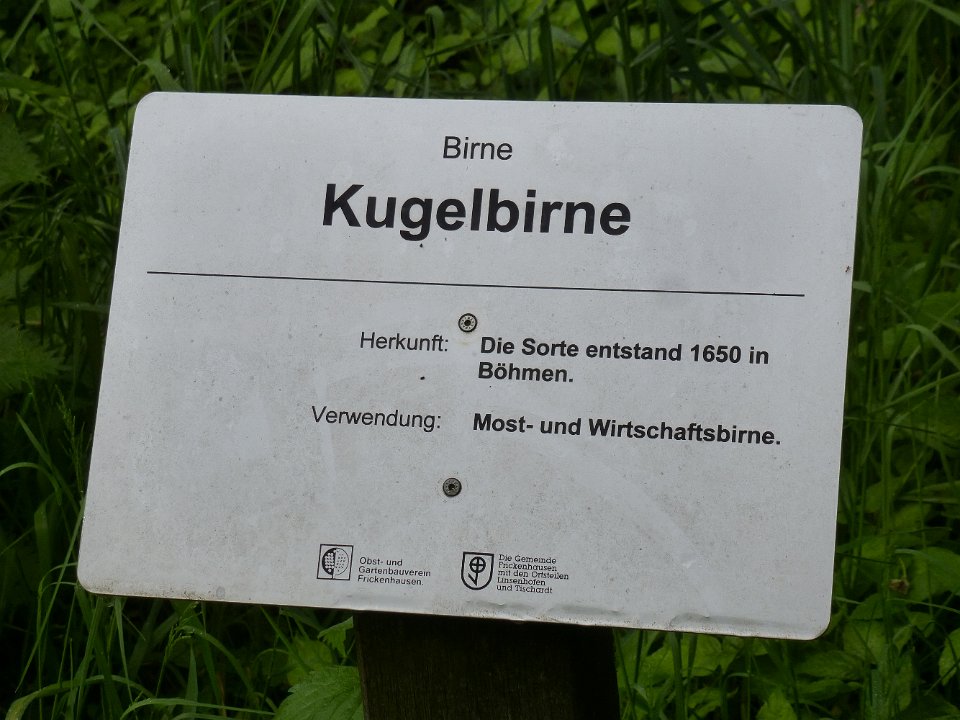 Birne
Kugelbirne
Herkunft: Die Sorte entstand 1650 in
Böhmen.
Verwendung: Most- und Wirtschaftsbirne.
Obst- und
Gartenbauverein
Frickenhausen.
Die Gemeinde
Frickenhausen
mit den Ortsteilen
Linsenhofen
und Tischardt